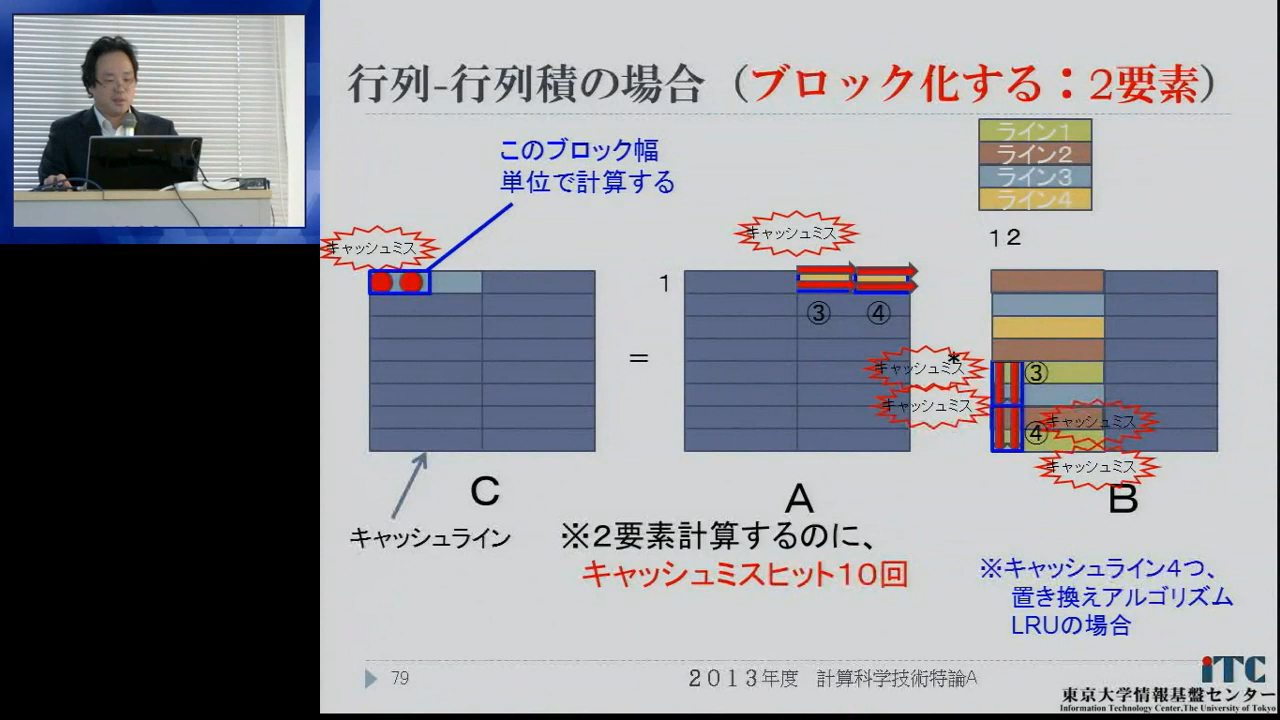 行列-行列積の場合（ブロック化する：2要素）
このブロック幅
単位で計算する
ライン1
ライン2
ライン3
ライン4
1 2
キャッシュミス
キャッシュミス
1
③ ④
=
*
キャッシュミス
③
キャッシュミス
④
キャッシュミス
キャッシュミス
C
A
B
キャッシュライン
※2要素計算するのに、
キャッシュミスヒット10回
※キャッシュライン4つ、
置き換えアルゴリズム
LRUの場合
79
2013年度　計算科学技術特論A
iTC
東京大学情報基盤センター
Information Technology Center,The University of Tokyo